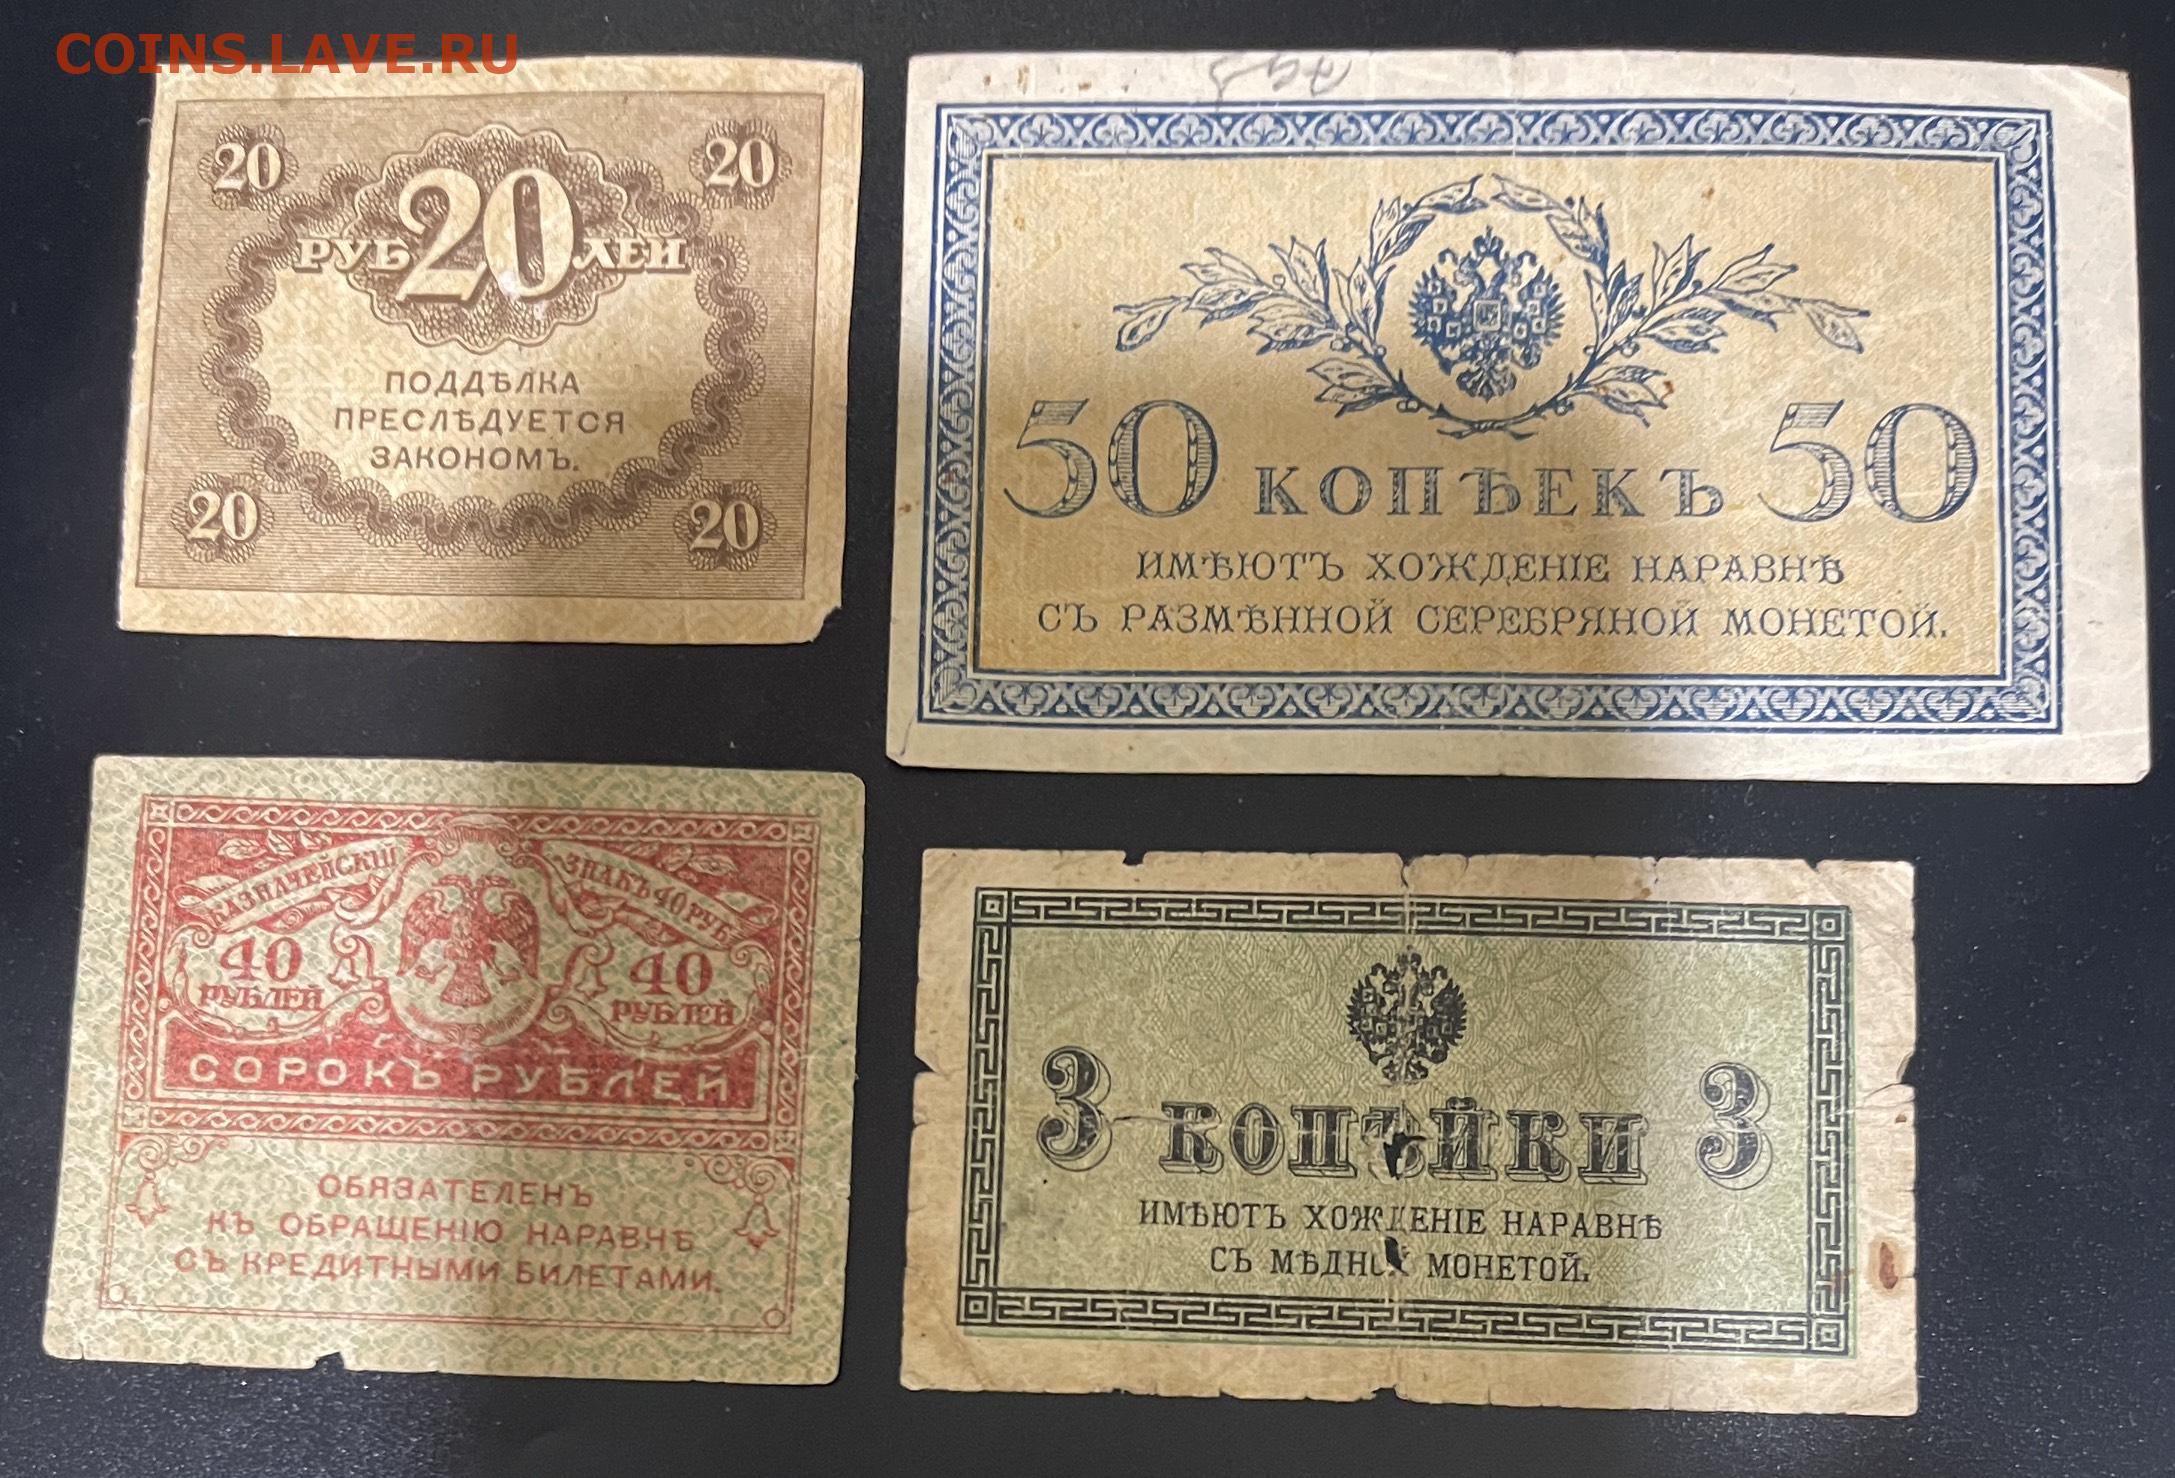 COINS.LAVE.RU
20 20
РУБ 20 ЛЕЙ
ПОДДѢЛКА
ПРЕСЛѢДУЕТСЯ
ЗАКОНОМЪ.
20 20
50 КОПѢЕКЪ 50
ИМѢЮТЪ ХОЖДЕНІЕ НАРАВНѢ
СЪ РАЗМѢННОЙ СЕРЕБРЯНОЙ МОНЕТОЙ.
КАЗНАЧЕЙСКІЙ ЗНАКЪ 40 РУБ.
40 40
РУБЛЕЙ РУБЛЕЙ
СОРОКЪ РУБЛЕЙ
ОБЯЗАТЕЛЕНЪ
КЪ ОБРАЩЕНІЮ НАРАВНѢ
СЪ КРЕДИТНЫМИ БИЛЕТАМИ.
3 КОПѢЙКИ 3
ИМѢЮТЪ ХОЖДЕНІЕ НАРАВНѢ
СЪ МѢДНОЙ МОНЕТОЙ.